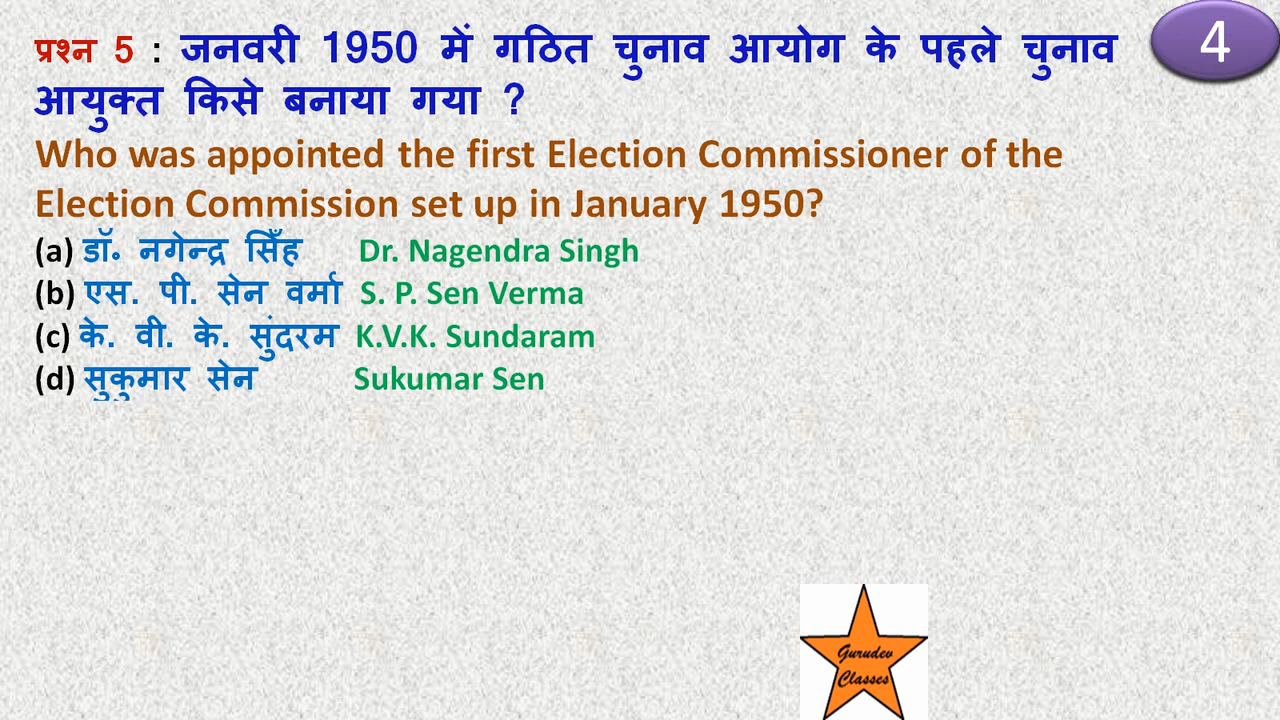 प्रश्न 5 : जनवरी 1950 में गठित चुनाव आयोग के पहले चुनाव
आयुक्त किसे बनाया गया ?
4
Who was appointed the first Election Commissioner of the
Election Commission set up in January 1950?
(a) डॉ॰ नगेन्द्र सिँह Dr. Nagendra Singh
(b) एस. पी. सेन वर्मा S. P. Sen Verma
(c) के. वी. के. सुंदरम K.V.K. Sundaram
(d) सुकुमार सेन Sukumar Sen
Gurudev
Classes